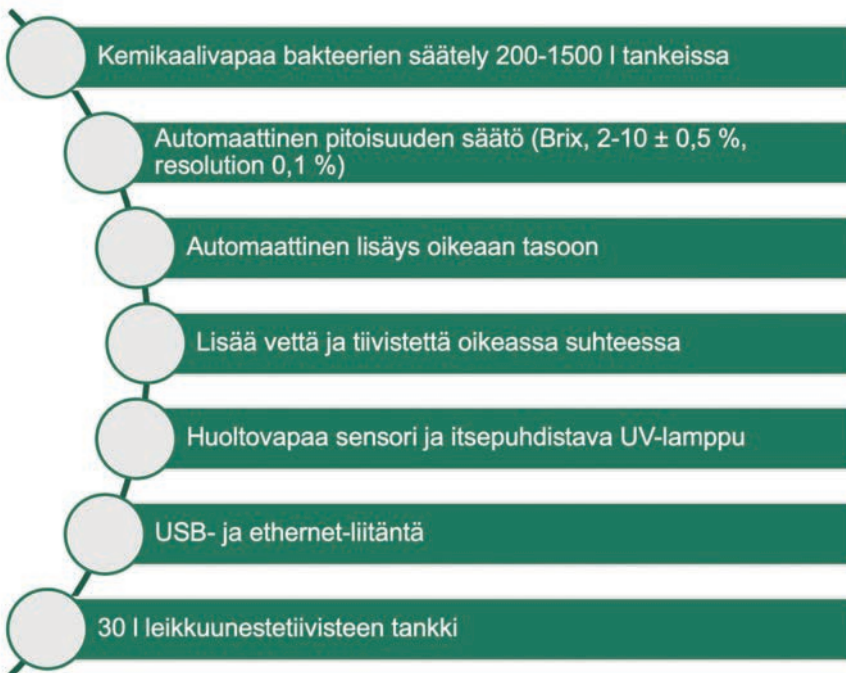 Kemikaalivapaa bakteerien säätely 200-1500 l tankeissa
Automaattinen pitoisuuden säätö (Brix, 2-10 ± 0,5 %,
resolution 0,1 %)
Automaattinen lisäys oikeaan tasoon
Lisää vettä ja tiivistettä oikeassa suhteessa
Huoltovapaa sensori ja itsepuhdistava UV-lamppu
USB- ja ethernet-liitäntä
30 l leikkuunestetiivisteen tankki